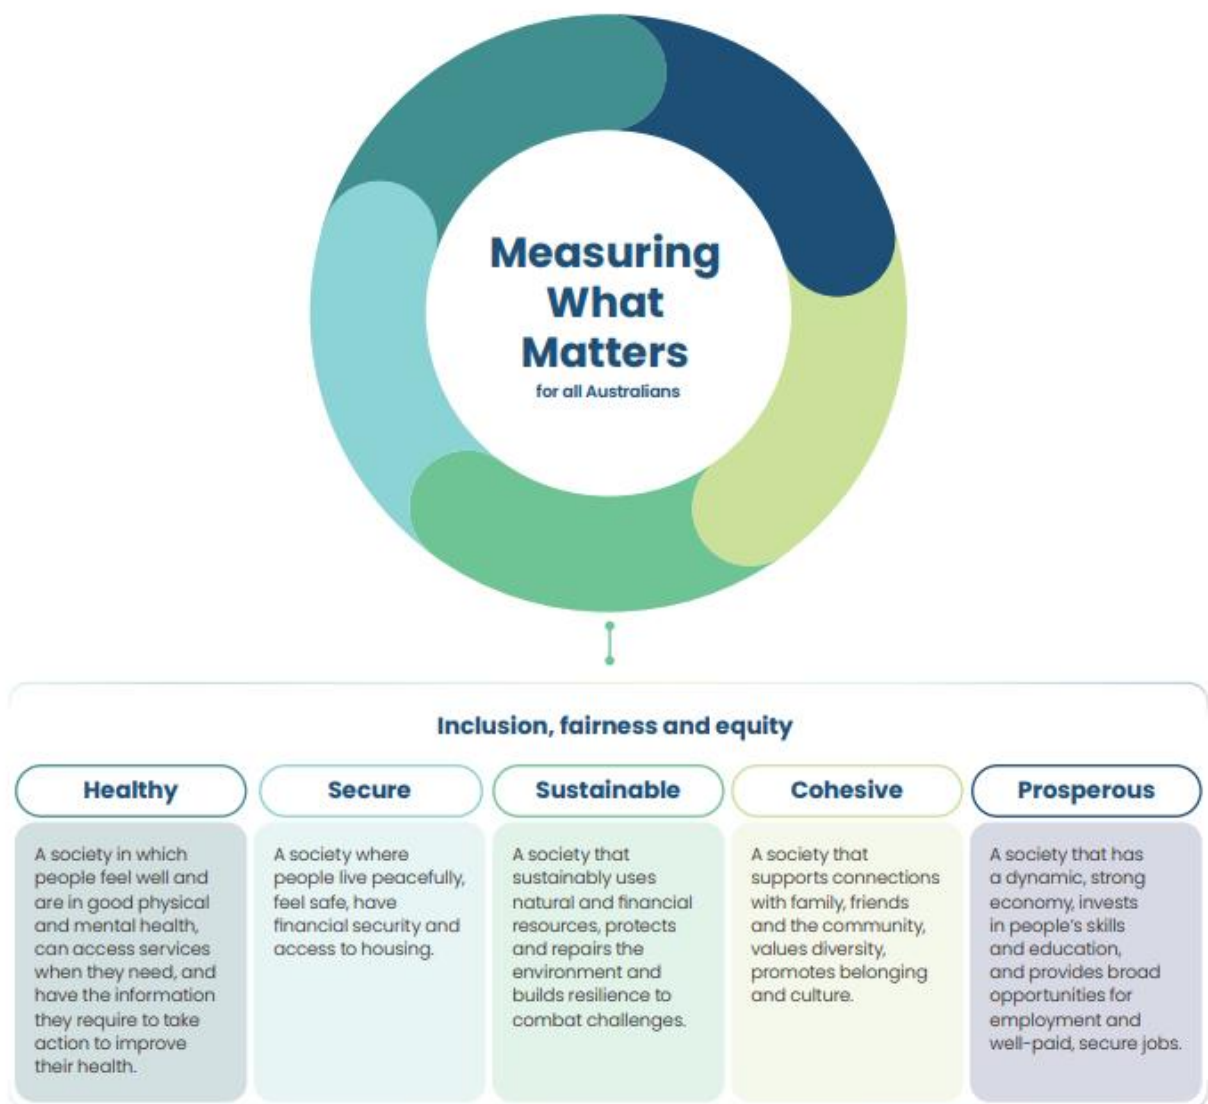 Measuring
What
Matters
for all Australians
Inclusion, fairness and equity
Healthy
A society in which
people feel well and
are in good physical
and mental health,
can access services
when they need, and
have the information
they require to take
action to improve
their health.
Secure
A society where
people live peacefully,
feel safe, have
financial security and
access to housing.
Sustainable
A society that
sustainably uses
natural and financial
resources, protects
and repairs the
environment and
builds resilience to
combat challenges.
Cohesive
A society that
supports connections
with family, friends
and the community,
values diversity,
promotes belonging
and culture.
Prosperous
A society that has
a dynamic, strong
economy, invests
in people's skills
and education,
and provides broad
opportunities for
employment and
well-paid, secure jobs.